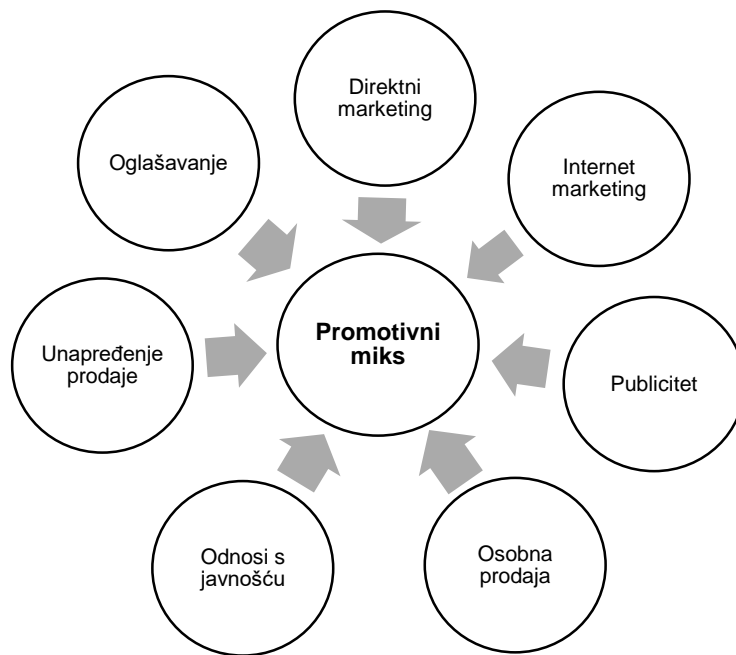 Direktni
marketing
Oglašavanje
Internet
marketing
Promotivni
miks
Unapređenje
prodaje
Publicitet
Odnosi s
javnošću
Osobna
prodaja